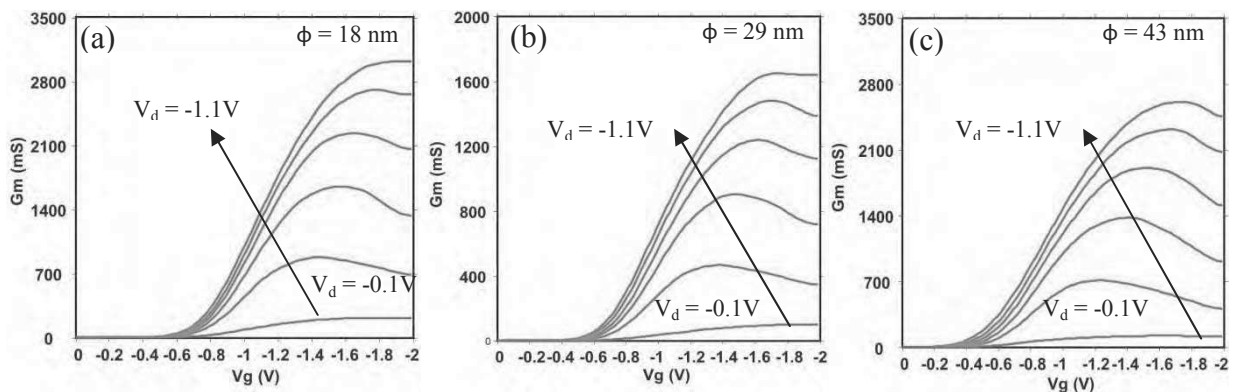 (a)
ϕ = 18 nm
3500
2800
2100
1400
700
0
Gm (mS)
V_d = -1.1V
V_d = -0.1V
0 -0.2 -0.4 -0.6 -0.8 -1 -1.2 -1.4 -1.6 -1.8 -2
Vg (V)
(b)
ϕ = 29 nm
2000
1600
1200
800
400
0
Gm (mS)
V_d = -1.1V
V_d = -0.1V
0 -0.2 -0.4 -0.6 -0.8 -1 -1.2 -1.4 -1.6 -1.8 -2
Vg (V)
(c)
ϕ = 43 nm
3500
2800
2100
1400
700
0
Gm (mS)
V_d = -1.1V
V_d = -0.1V
0 -0.2 -0.4 -0.6 -0.8 -1 -1.2 -1.4 -1.6 -1.8 -2
Vg (V)